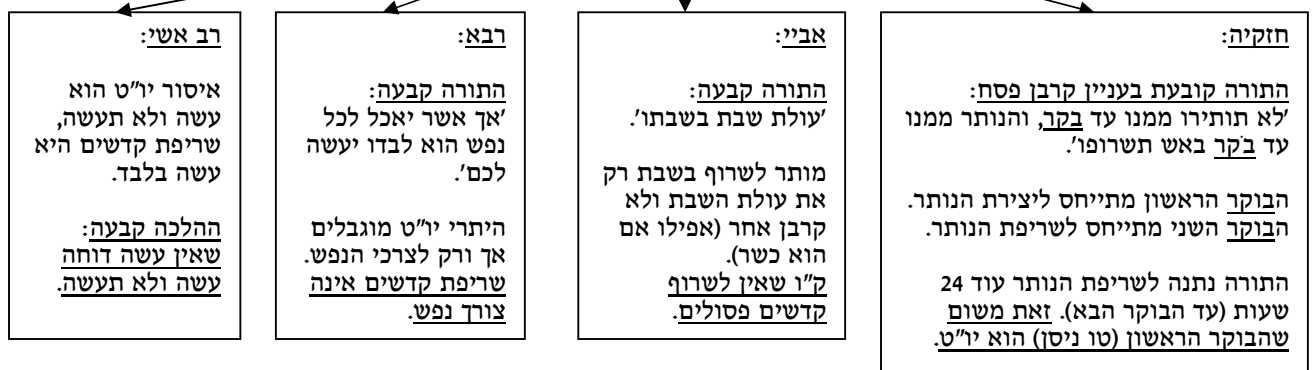 חזקיה:
התורה קובעת בעניין קרבן פסח:
'לא תותירו ממנו עד בקר, והנותר ממנו
עד בֹקר באש תשרופו'.
הבוקר הראשון מתייחס ליצירת הנותר.
הבוקר השני מתייחס לשריפת הנותר.
התורה נתנה לשריפת הנותר עוד 24
שעות (עד הבוקר הבא). זאת משום
שהבוקר הראשון (טו ניסן) הוא יו"ט.
אביי:
התורה קבעה:
'עולת שבת בשבתו'.
מותר לשרוף בשבת רק
את עולת השבת ולא
קרבן אחר (אפילו אם
הוא כשר).
ק"ו שאין לשרוף
קדשים פסולים.
רבא:
התורה קבעה:
'אך אשר יאכל לכל
נפש הוא לבדו יעשה
לכם'.
היתרי יו"ט מוגבלים
אך ורק לצרכי הנפש.
שריפת קדשים אינה
צורך נפש.
רב אשי:
איסור יו"ט הוא
עשה ולא תעשה,
שריפת קדשים היא
עשה בלבד.
ההלכה קבעה:
שאין עשה דוחה
עשה ולא תעשה.